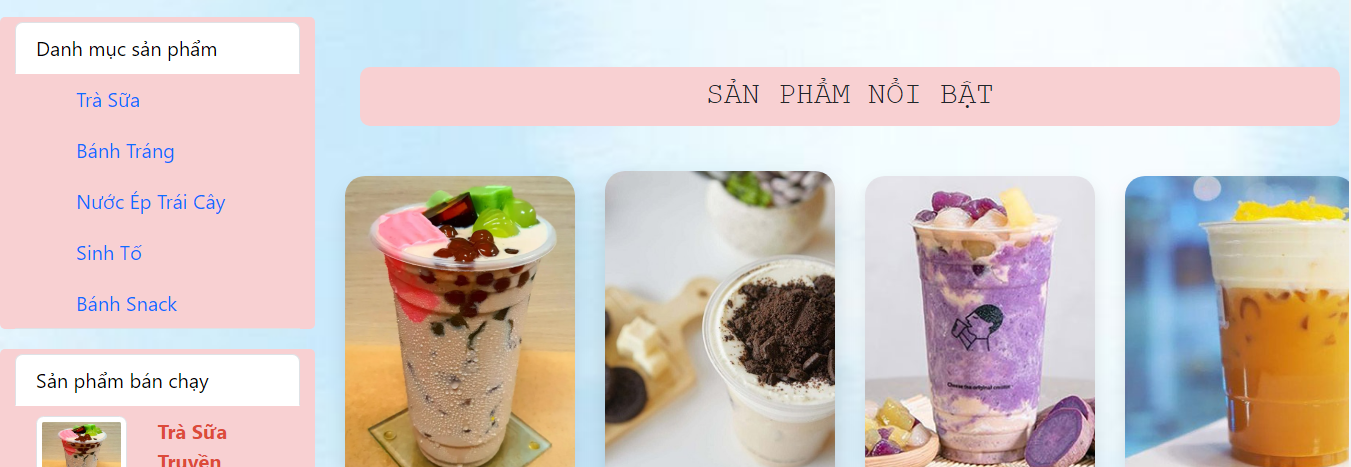 Danh mục sản phẩm
Trà Sữa
Bánh Tráng
Nước Ép Trái Cây
Sinh Tố
Bánh Snack
Sản phẩm bán chạy
Trà Sữa
Truyền
SẢN PHẨM NỔI BẬT